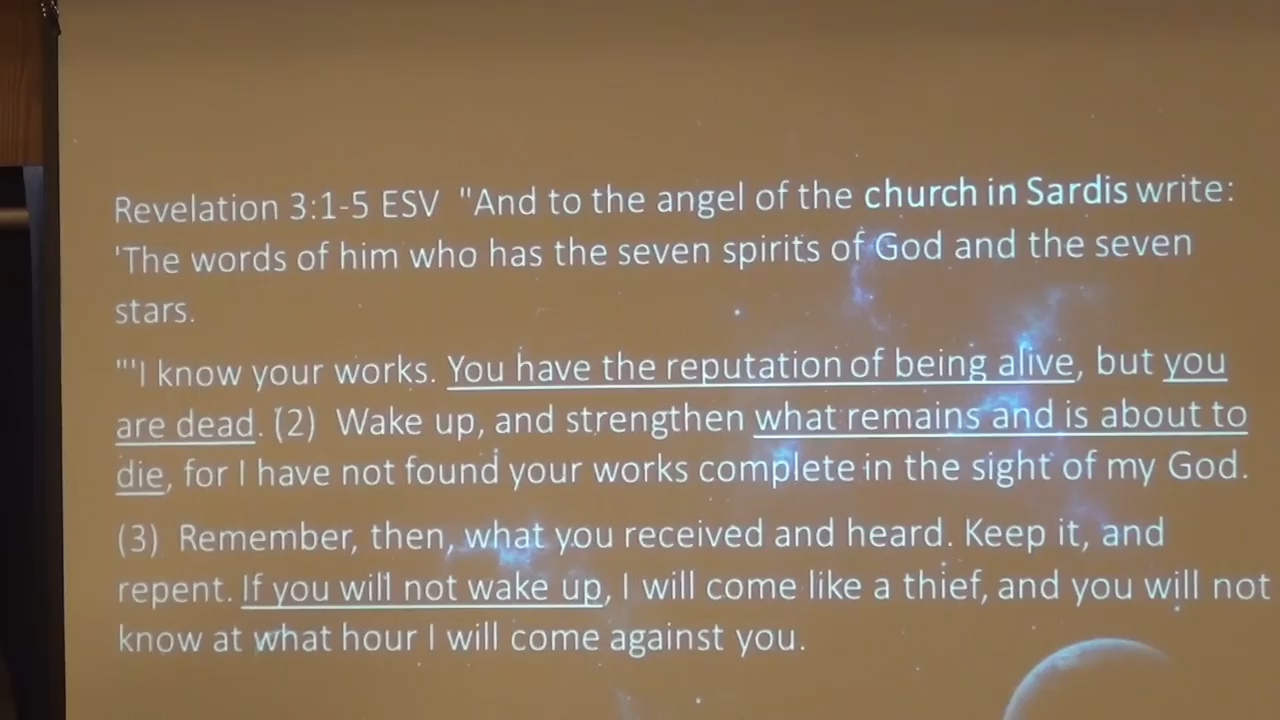 Revelation 3:1-5 ESV "And to the angel of the church in Sardis write:
'The words of him who has the seven spirits of God and the seven
stars.
"'I know your works. You have the reputation of being alive, but you
are dead. (2) Wake up, and strengthen what remains and is about to
die, for I have not found your works complete in the sight of my God.
(3) Remember, then, what you received and heard. Keep it, and
repent. If you will not wake up, I will come like a thief, and you will not
know at what hour I will come against you.